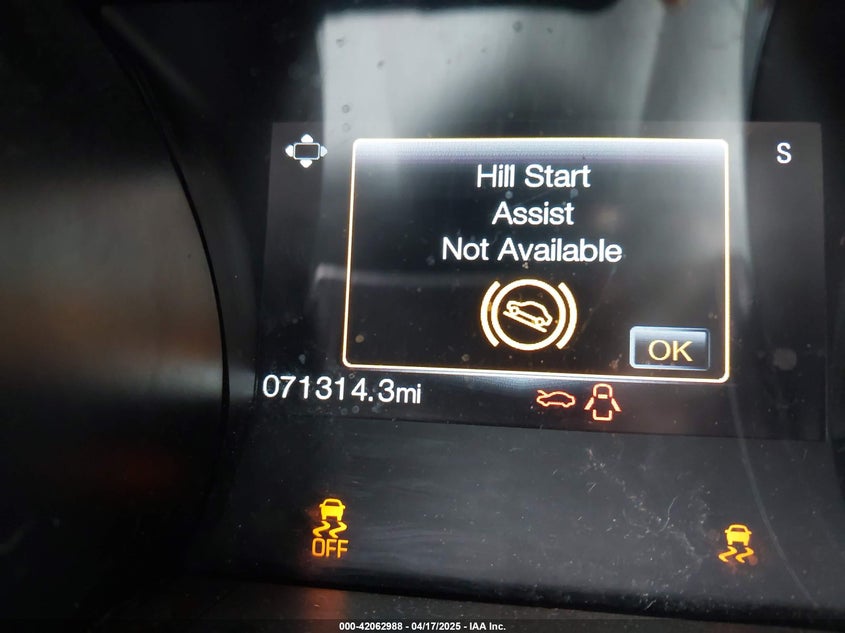 S
Hill Start
Assist
Not Available
OK
071314.3mi
OFF
000-42062988 - 04/17/2025 - IAA Inc.